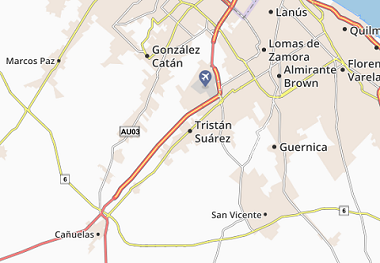 Lanús
Quilm
González
Catán
Lomas de
Zamora
Marcos Paz
Almirante
Brown
Floren
Varela
AU03
Tristán
Suárez
Guernica
6
San Vicente
6
Cañuelas